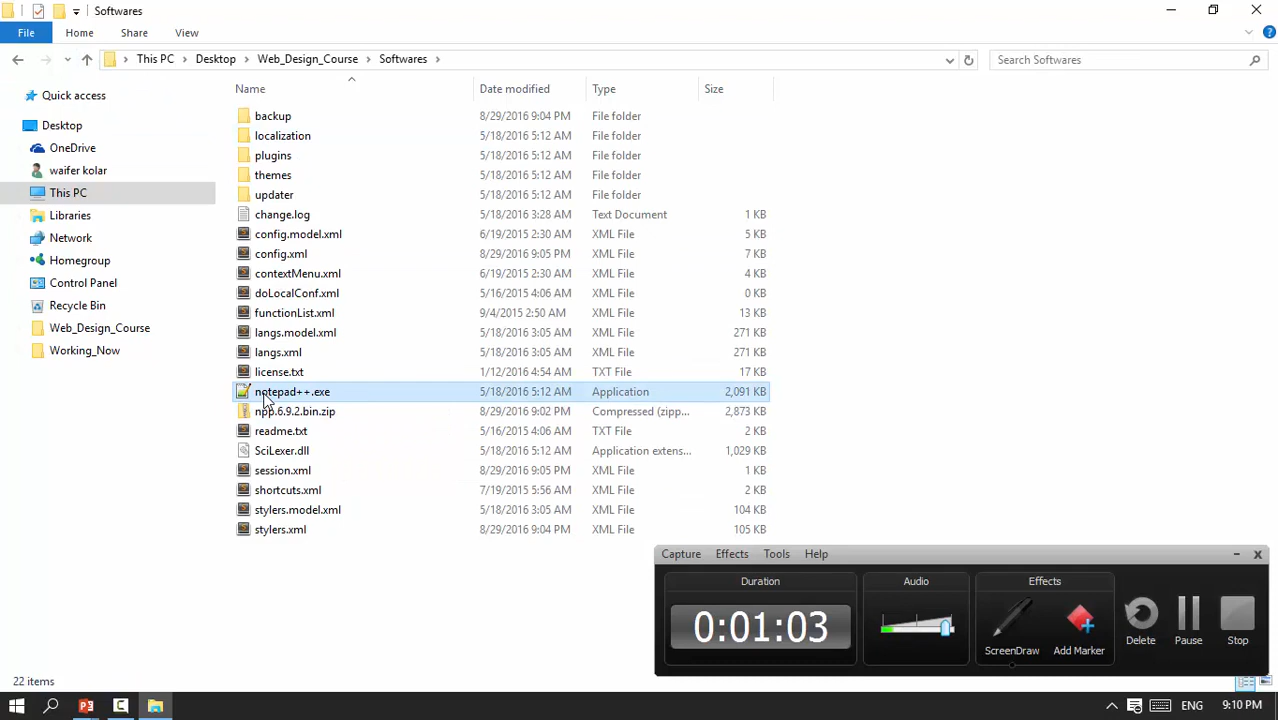 Softwares
File Home Share View
This PC Desktop Web_Design_Course Softwares Search Softwares
Name Date modified Type Size
Quick access
Desktop
OneDrive
waifer kolar
This PC
Libraries
Network
Homegroup
Control Panel
Recycle Bin
Web_Design_Course
Working_Now
backup 8/29/2016 9:04 PM File folder
localization 5/18/2016 5:12 AM File folder
plugins 5/18/2016 5:12 AM File folder
themes 5/18/2016 5:12 AM File folder
updater 5/18/2016 5:12 AM File folder
change.log 5/18/2016 3:28 AM Text Document 1 KB
config.model.xml 6/19/2015 2:30 AM XML File 5 KB
config.xml 8/29/2016 9:05 PM XML File 7 KB
contextMenu.xml 6/19/2015 2:30 AM XML File 4 KB
doLocalConf.xml 5/16/2015 4:06 AM XML File 0 KB
functionList.xml 9/4/2015 2:50 AM XML File 13 KB
langs.model.xml 5/18/2016 3:05 AM XML File 271 KB
langs.xml 5/18/2016 3:05 AM XML File 271 KB
license.txt 1/12/2016 4:54 AM TXT File 17 KB
notepad++.exe 5/18/2016 5:12 AM Application 2,091 KB
npp.6.9.2.bin.zip 8/29/2016 9:02 PM Compressed (zipp... 2,873 KB
readme.txt 5/16/2015 4:06 AM TXT File 2 KB
SciLexer.dll 5/18/2016 5:12 AM Application extens... 1,029 KB
session.xml 8/29/2016 9:05 PM XML File 1 KB
shortcuts.xml 7/19/2015 5:56 AM XML File 2 KB
stylers.model.xml 5/18/2016 3:05 AM XML File 104 KB
stylers.xml 8/29/2016 9:04 PM XML File 105 KB
Capture Effects Tools Help
Duration Audio Effects
0:01:03
ScreenDraw Add Marker Delete Pause Stop
22 items
ENG 9:10 PM